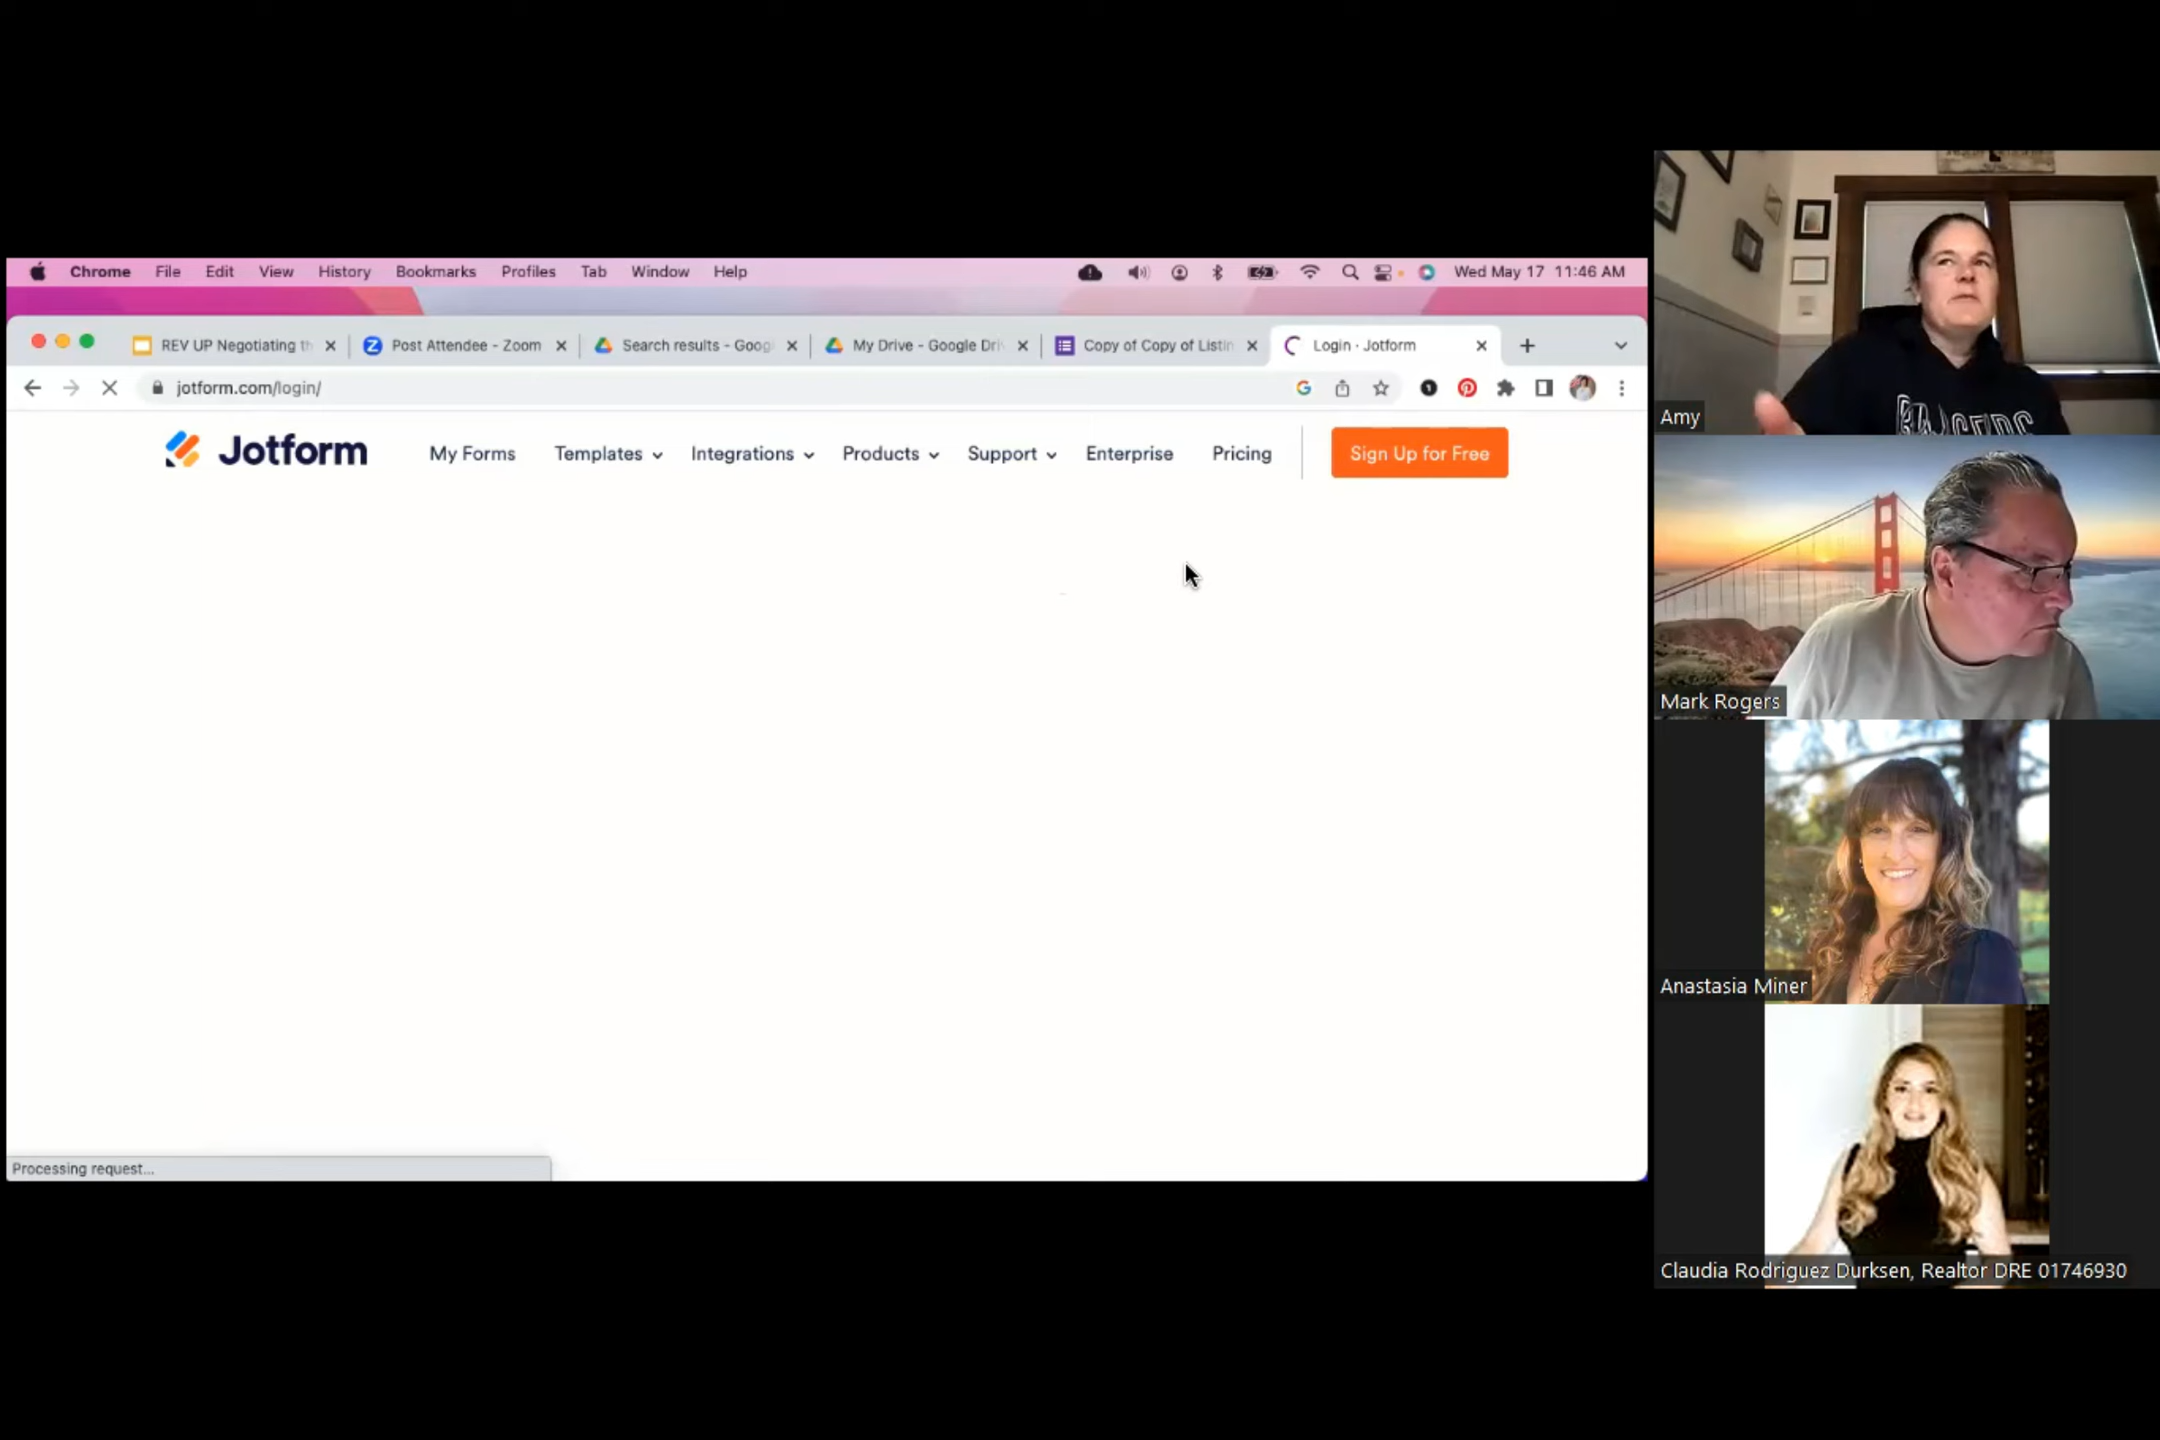 Chrome File Edit View History Bookmarks Profiles Tab Window Help Wed May 17 11:46 AM
REV UP Negotiating th Post Attendee - Zoom Search results - Goog My Drive - Google Dri Copy of Copy of Listin Login · Jotform
jotform.com/login/
Jotform My Forms Templates Integrations Products Support Enterprise Pricing Sign Up for Free
Processing request...
Amy
Mark Rogers
Anastasia Miner
Claudia Rodriguez Durksen, Realtor DRE 01746930